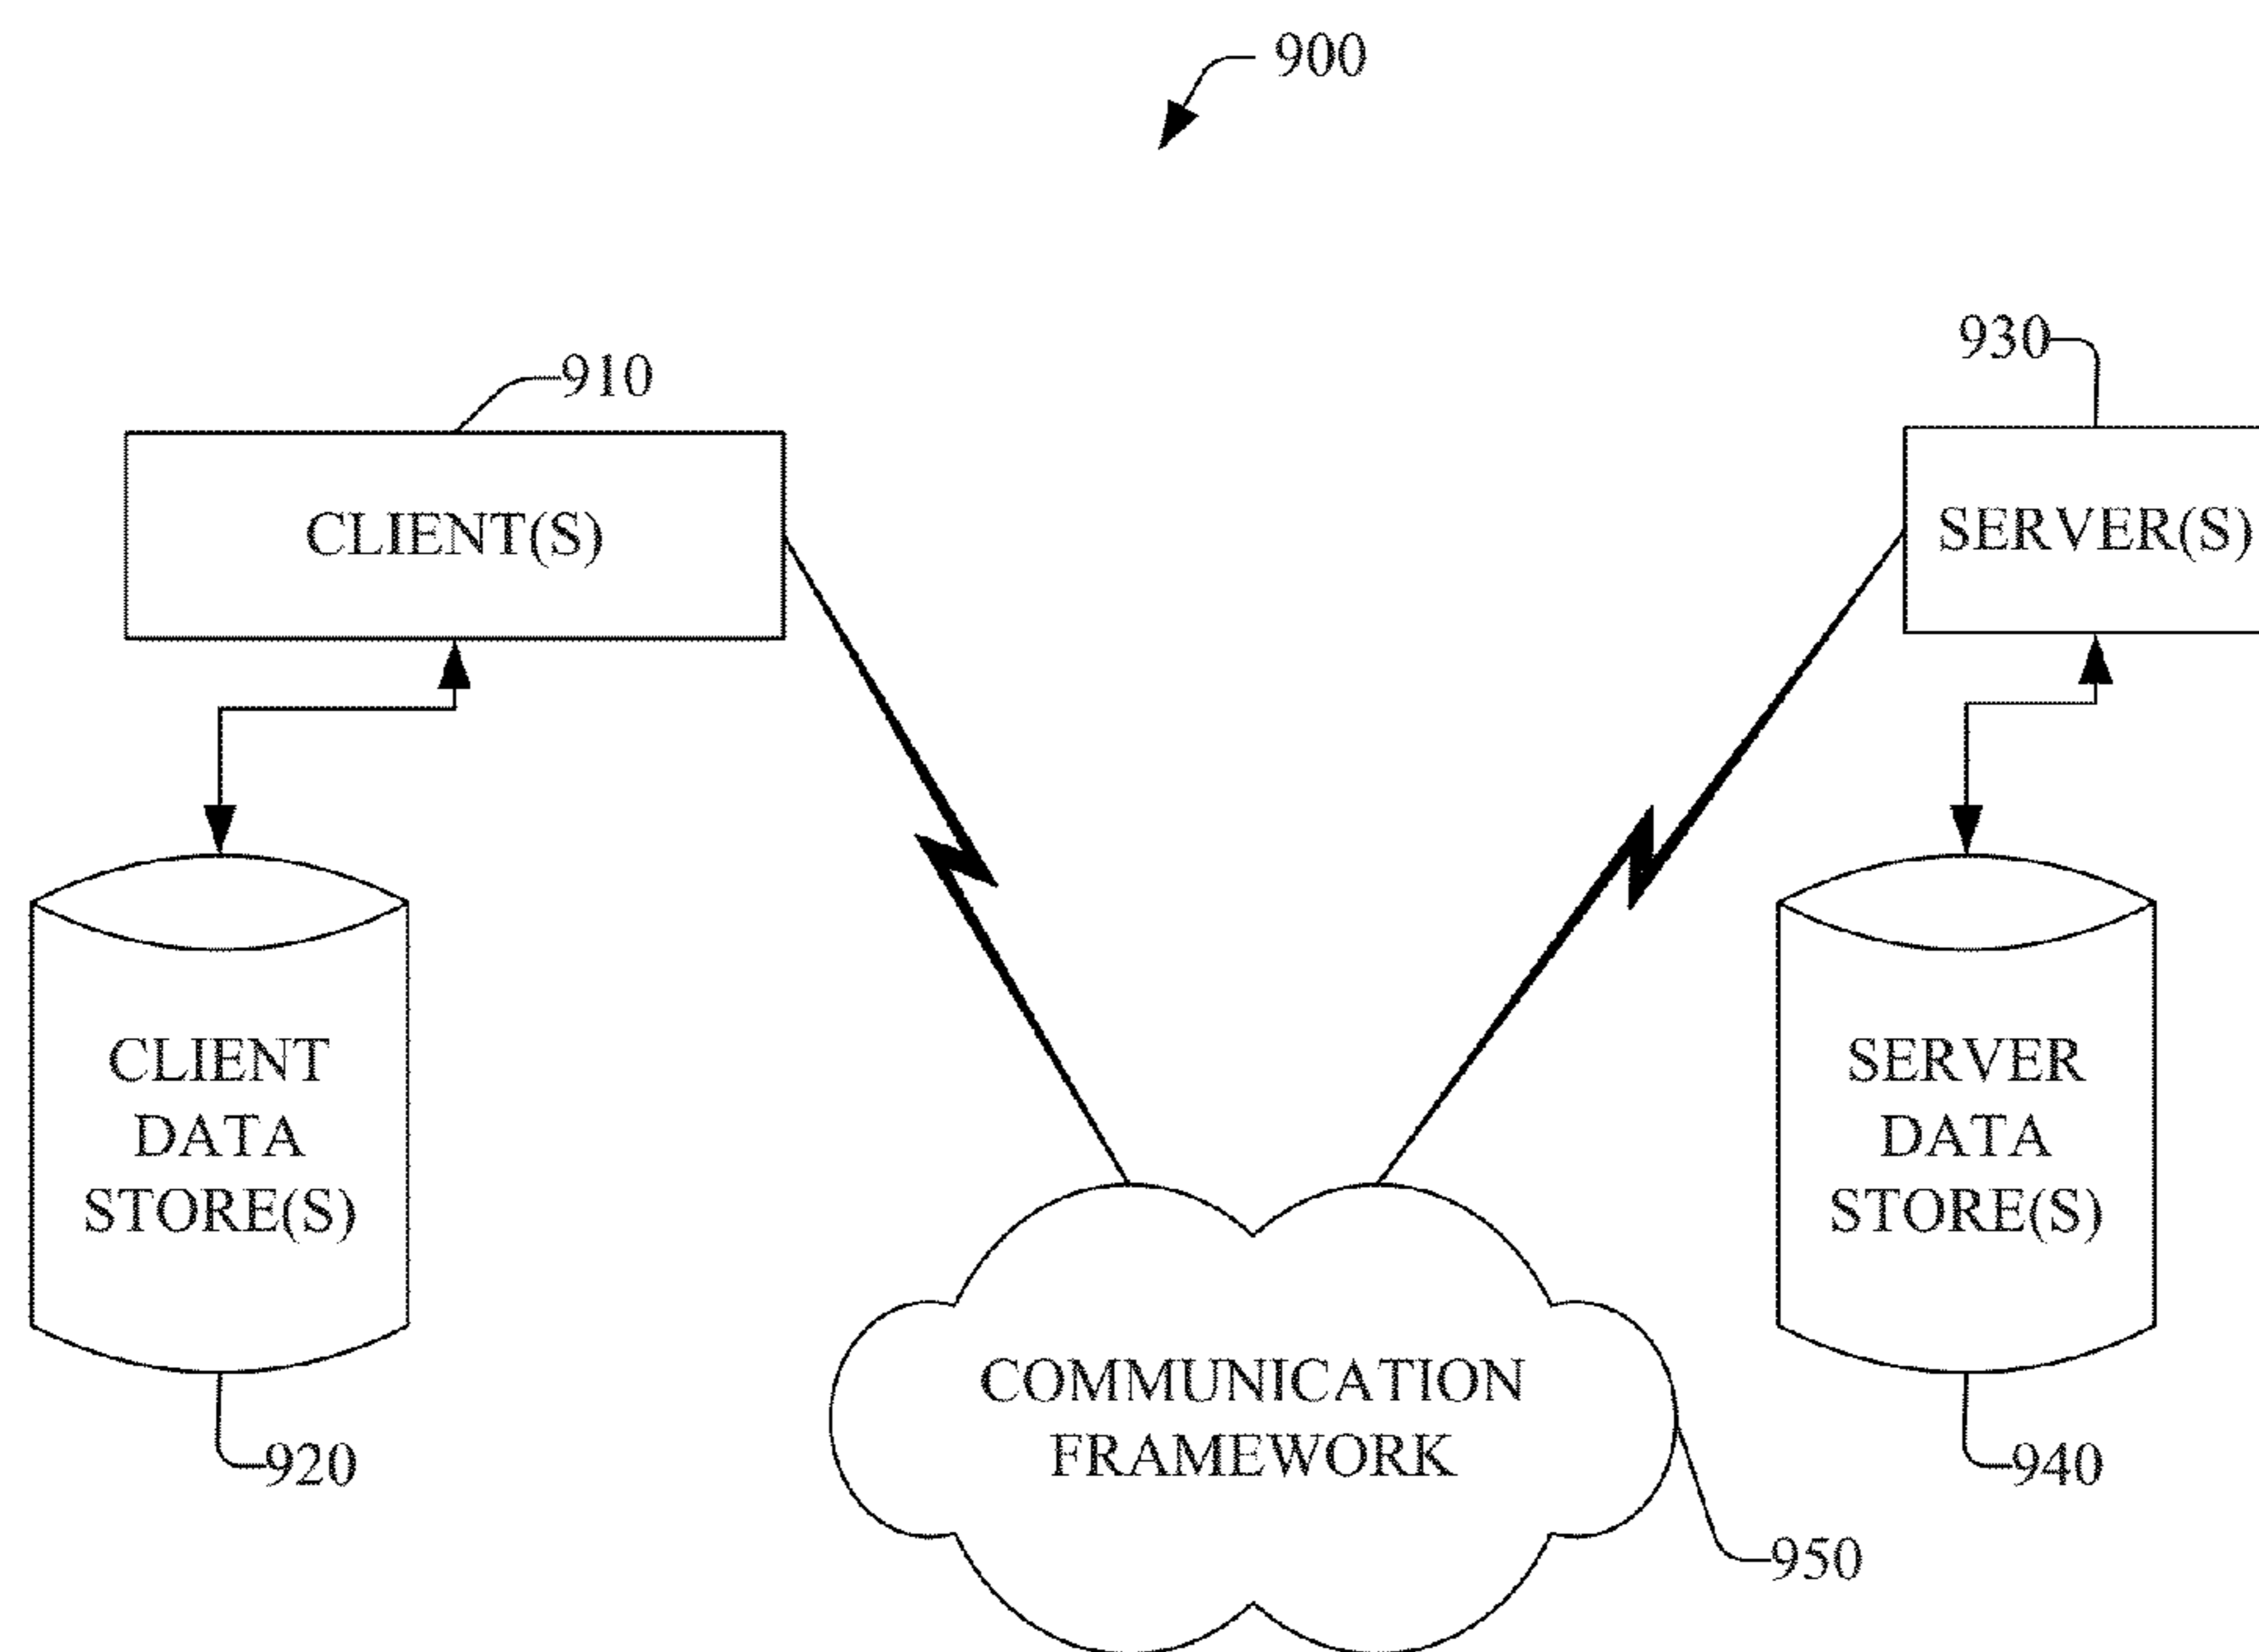 900
910
930
CLIENT(S)
SERVER(S)
CLIENT
DATA
STORE(S)
SERVER
DATA
STORE(S)
COMMUNICATION
FRAMEWORK
920
940
950